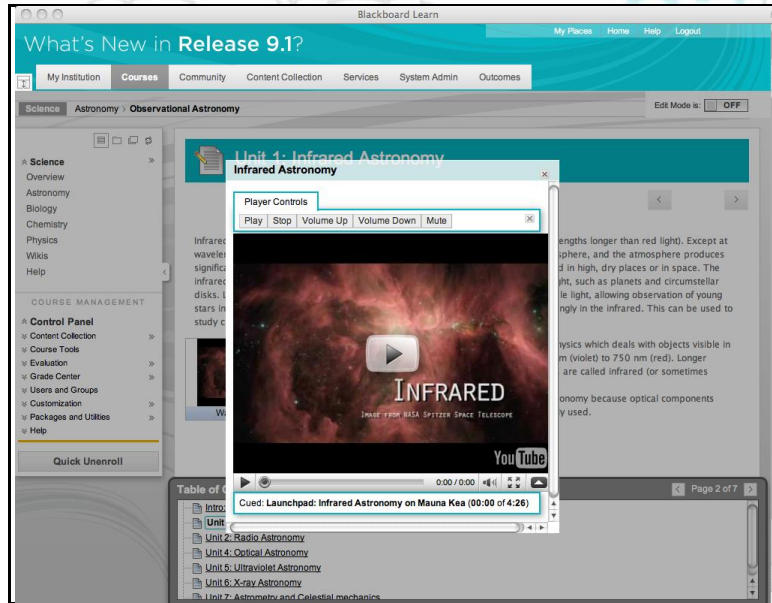 Blackboard Learn
What's New in Release 9.1?
My Places Home Help Logout
My Institution Courses Community Content Collection Services System Admin Outcomes
Science Astronomy > Observational Astronomy
Edit Mode is: OFF
Science
Overview
Astronomy
Biology
Chemistry
Physics
Wikis
Help
COURSE MANAGEMENT
Control Panel
Content Collection
Course Tools
Evaluation
Grade Center
Users and Groups
Customization
Packages and Utilities
Help
Quick Unenroll
Unit 1: Infrared Astronomy
Infrared Astronomy
Player Controls
Play Stop Volume Up Volume Down Mute
INFRARED
IMAGE FROM NASA SPITZER SPACE TELESCOPE
YouTube
0:00 / 0:00
Cued: Launchpad: Infrared Astronomy on Mauna Kea (00:00 of 4:26)
than red light). Except at
and the atmosphere produces
in high, dry places or in space. The
such as planets and circumstellar
disks.
light, allowing observation of young
stars in
in the infrared. This can be used to
study
which deals with objects visible in
(violet) to 750 nm (red). Longer
are called infrared (or sometimes
because optical components
used.
Table of
Page 2 of 7
Unit
Unit 2: Radio Astronomy
Unit 4: Optical Astronomy
Unit 5: Ultraviolet Astronomy
Unit 6: X-ray Astronomy
Unit 7: Astrometry and Celestial mechanics